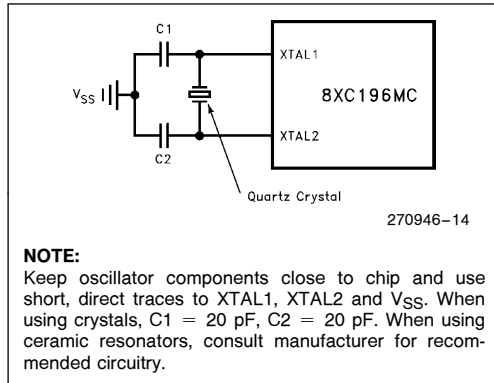 C1
XTAL1
VSS
8XC196MC
XTAL2
C2
Quartz Crystal
270946–14
NOTE:
Keep oscillator components close to chip and use
short, direct traces to XTAL1, XTAL2 and VSS. When
using crystals, C1 = 20 pF, C2 = 20 pF. When using
ceramic resonators, consult manufacturer for recom-
mended circuitry.